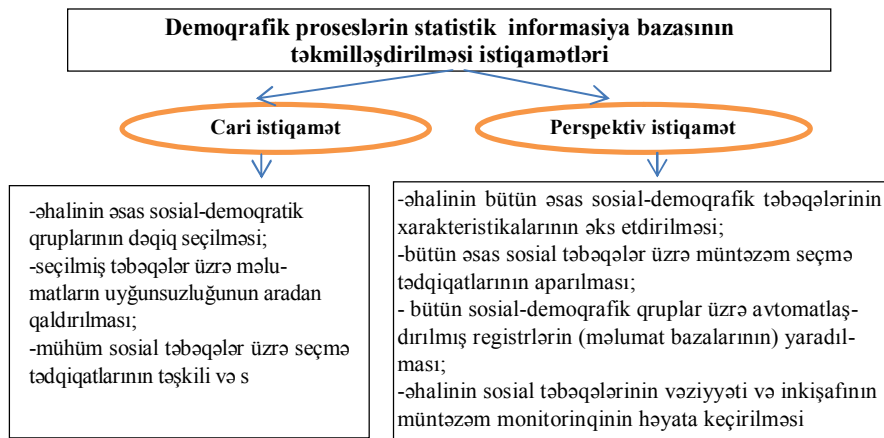 Demoqrafik proseslərin statistik informasiya bazasının
təkmilləşdirilməsi istiqamətləri
Cari istiqamət
Perspektiv istiqamət
-əhalinin əsas sosial-demoqratik
qruplarının dəqiq seçilməsi;
-seçilmiş təbəqələr üzrə məlu-
matların uyğunsuzluğunun aradan
qaldırılması;
-mühüm sosial təbəqələr üzrə seçmə
tədqiqatlarının təşkili və s
-əhalinin bütün əsas sosial-demoqrafik təbəqələrinin
xarakteristikalarının əks etdirilməsi;
-bütün əsas sosial təbəqələr üzrə müntəzəm seçmə
tədqiqatlarının aparılması;
- bütün sosial-demoqrafik qruplar üzrə avtomatlaş-
dırılmış registrlərin (məlumat bazalarının) yaradıl-
ması;
-əhalinin sosial təbəqələrinin vəziyyəti və inkişafının
müntəzəm monitorinqinin həyata keçirilməsi